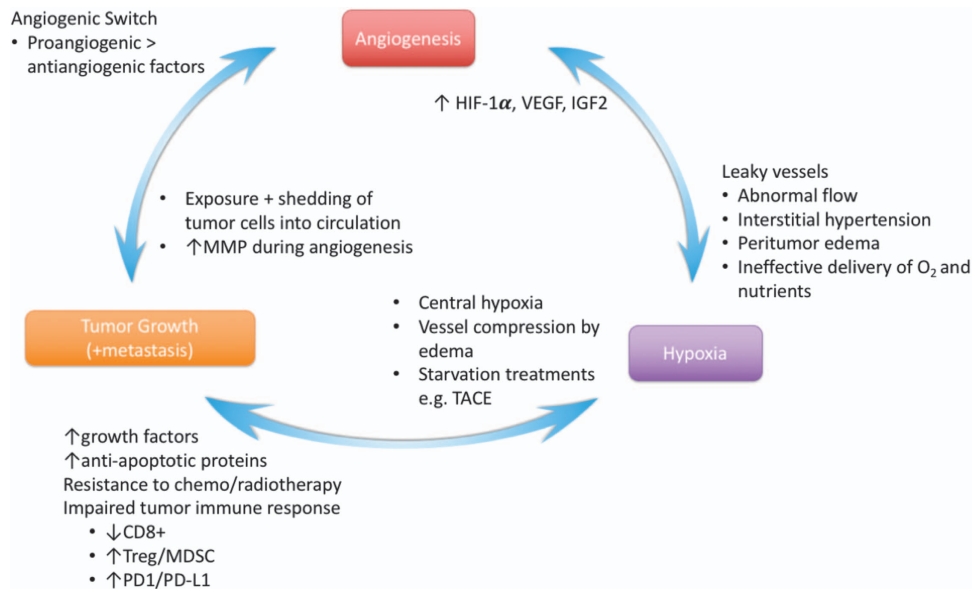 Angiogenic Switch
• Proangiogenic >
antiangiogenic factors
Angiogenesis
↑ HIF-1α, VEGF, IGF2
Leaky vessels
• Abnormal flow
• Interstitial hypertension
• Peritumor edema
• Ineffective delivery of O₂ and
nutrients
• Exposure + shedding of
tumor cells into circulation
• ↑MMP during angiogenesis
Tumor Growth
(+metastasis)
• Central hypoxia
• Vessel compression by
edema
• Starvation treatments
e.g. TACE
Hypoxia
↑growth factors
↑anti-apoptotic proteins
Resistance to chemo/radiotherapy
Impaired tumor immune response
• ↓CD8+
• ↑Treg/MDSC
• ↑PD1/PD-L1